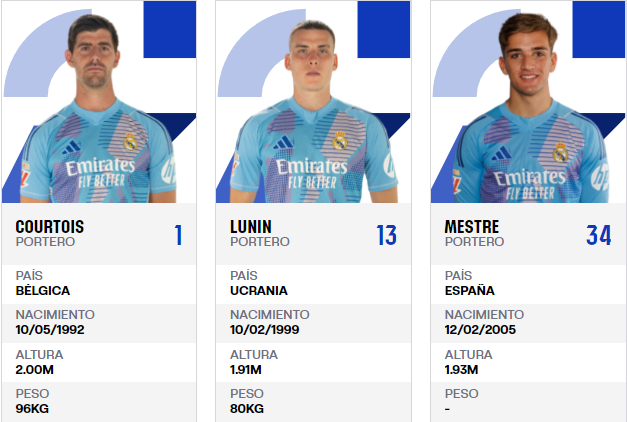 Emirates
FLY BETTER
COURTOIS
PORTERO
1
PAÍS
BÉLGICA
NACIMIENTO
10/05/1992
ALTURA
2.00M
PESO
96KG
Emirates
FLY BETTER
LUNIN
PORTERO
13
PAÍS
UCRANIA
NACIMIENTO
10/02/1999
ALTURA
1.91M
PESO
80KG
Emirates
FLY BETTER
MESTRE
PORTERO
34
PAÍS
ESPAÑA
NACIMIENTO
12/02/2005
ALTURA
1.93M
PESO
-